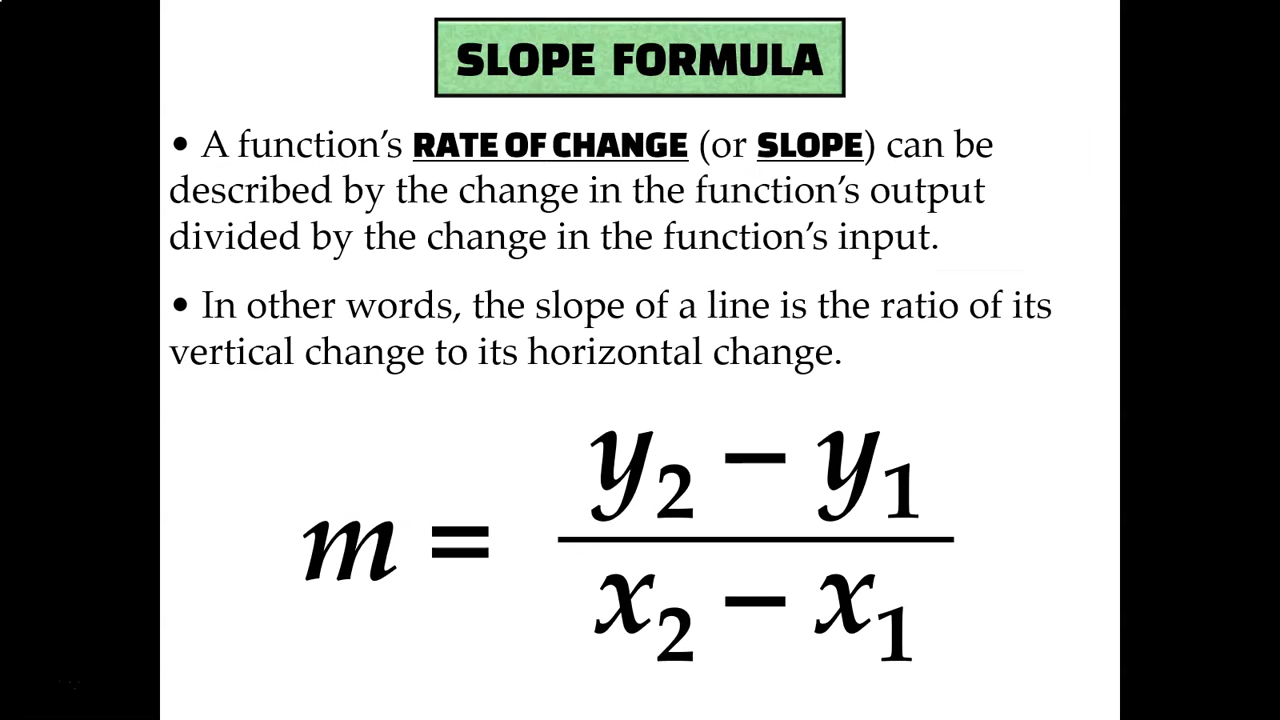 SLOPE FORMULA
• A function’s RATE OF CHANGE (or SLOPE) can be
described by the change in the function’s output
divided by the change in the function’s input.
• In other words, the slope of a line is the ratio of its
vertical change to its horizontal change.
y₂ − y₁
m =
x₂ − x₁